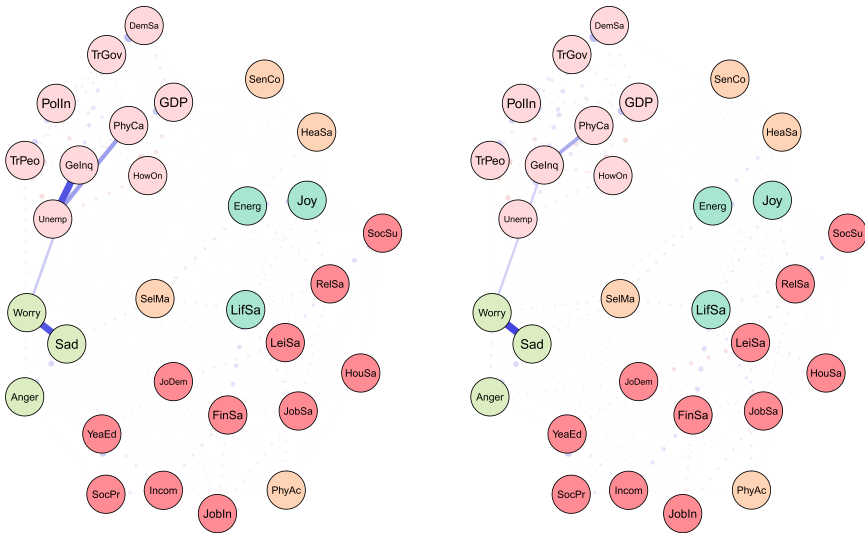 DemSa
TrGov
SenCo
PolIn
GDP
PhyCa
HeaSa
TrPeo
GeInq
HowOn
Unemp
Energ
Joy
SocSu
RelSa
SelMa
Worry
LifSa
Sad
LeiSa
JoDem
HouSa
Anger
FinSa
JobSa
YeaEd
SocPr
Incom
PhyAc
JobIn
DemSa
TrGov
SenCo
PolIn
GDP
PhyCa
HeaSa
TrPeo
GeInq
HowOn
Unemp
Energ
Joy
SocSu
RelSa
SelMa
Worry
LifSa
Sad
LeiSa
JoDem
HouSa
Anger
FinSa
JobSa
YeaEd
SocPr
Incom
PhyAc
JobIn